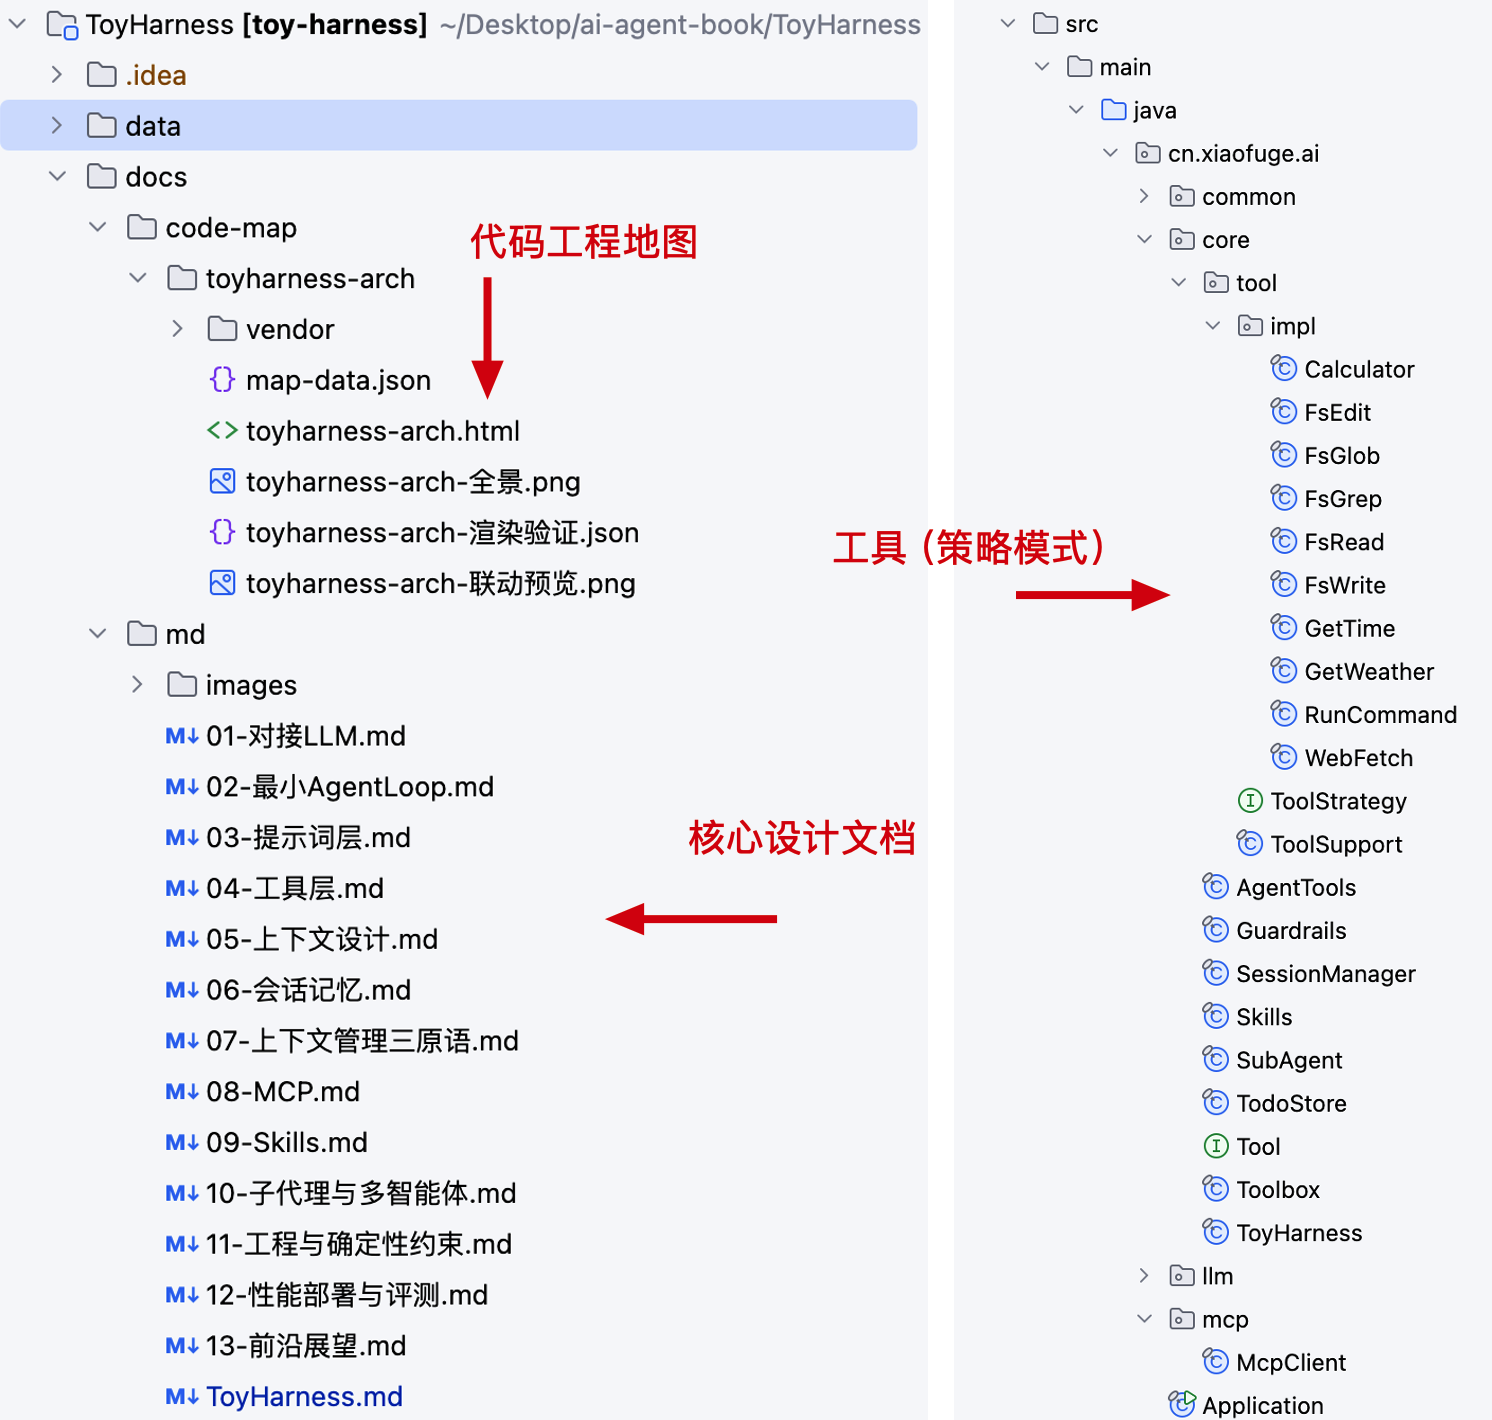 ToyHarness [toy-harness] ~/Desktop/ai-agent-book/ToyHarness
.idea
data
docs
code-map
代码工程地图
toyharness-arch
vendor
map-data.json
toyharness-arch.html
toyharness-arch-全景.png
toyharness-arch-渲染验证.json
toyharness-arch-联动预览.png
md
images
01-对接LLM.md
02-最小AgentLoop.md
03-提示词层.md
核心设计文档
04-工具层.md
05-上下文设计.md
06-会话记忆.md
07-上下文管理三原语.md
08-MCP.md
09-Skills.md
10-子代理与多智能体.md
11-工程与确定性约束.md
12-性能部署与评测.md
13-前沿展望.md
ToyHarness.md
src
main
java
cn.xiaofuge.ai
common
core
tool
impl
Calculator
FsEdit
FsGlob
FsGrep
工具（策略模式）
FsRead
FsWrite
GetTime
GetWeather
RunCommand
WebFetch
ToolStrategy
ToolSupport
AgentTools
Guardrails
SessionManager
Skills
SubAgent
TodoStore
Tool
Toolbox
ToyHarness
llm
mcp
McpClient
Application